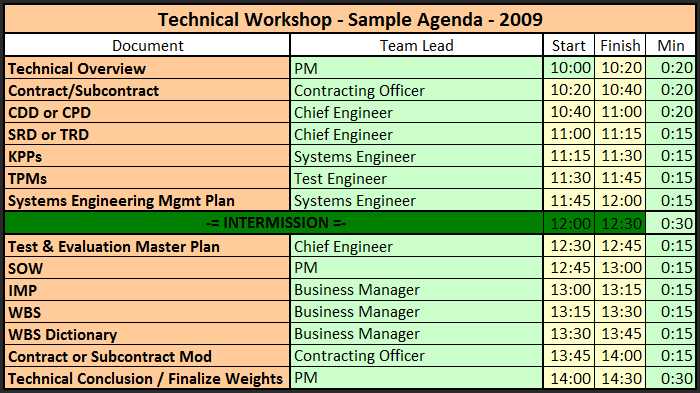 Technical Workshop - Sample Agenda - 2009
Document Team Lead Start Finish Min
Technical Overview PM 10:00 10:20 0:20
Contract/Subcontract Contracting Officer 10:20 10:40 0:20
CDD or CPD Chief Engineer 10:40 11:00 0:20
SRD or TRD Chief Engineer 11:00 11:15 0:15
KPPs Systems Engineer 11:15 11:30 0:15
TPMs Test Engineer 11:30 11:45 0:15
Systems Engineering Mgmt Plan Systems Engineer 11:45 12:00 0:15
-= INTERMISSION =- 12:00 12:30 0:30
Test & Evaluation Master Plan Chief Engineer 12:30 12:45 0:15
SOW PM 12:45 13:00 0:15
IMP Business Manager 13:00 13:15 0:15
WBS Business Manager 13:15 13:30 0:15
WBS Dictionary Business Manager 13:30 13:45 0:15
Contract or Subcontract Mod Contracting Officer 13:45 14:00 0:15
Technical Conclusion / Finalize Weights PM 14:00 14:30 0:30